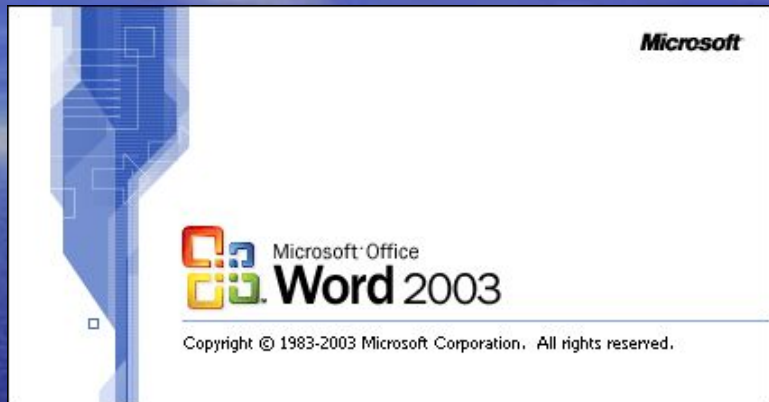 Microsoft
Microsoft Office
Word 2003
Copyright © 1983-2003 Microsoft Corporation. All rights reserved.